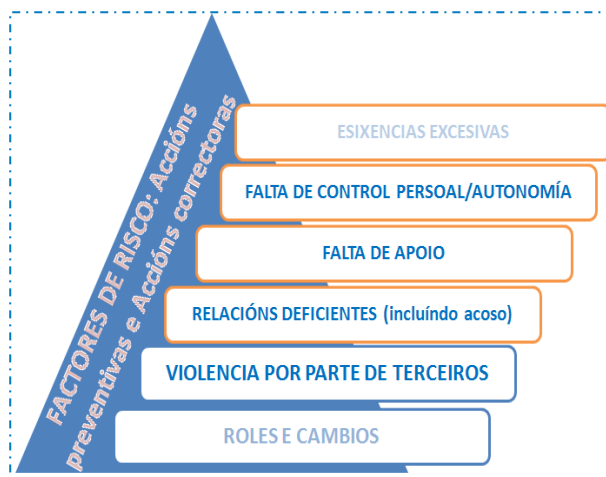 FACTORES DE RISCO: Accións
preventivas e Accións correctoras
ESIXENCIAS EXCESIVAS
FALTA DE CONTROL PERSOAL/AUTONOMÍA
FALTA DE APOIO
RELACIÓNS DEFICIENTES (incluíndo acoso)
VIOLENCIA POR PARTE DE TERCEIROS
ROLES E CAMBIOS